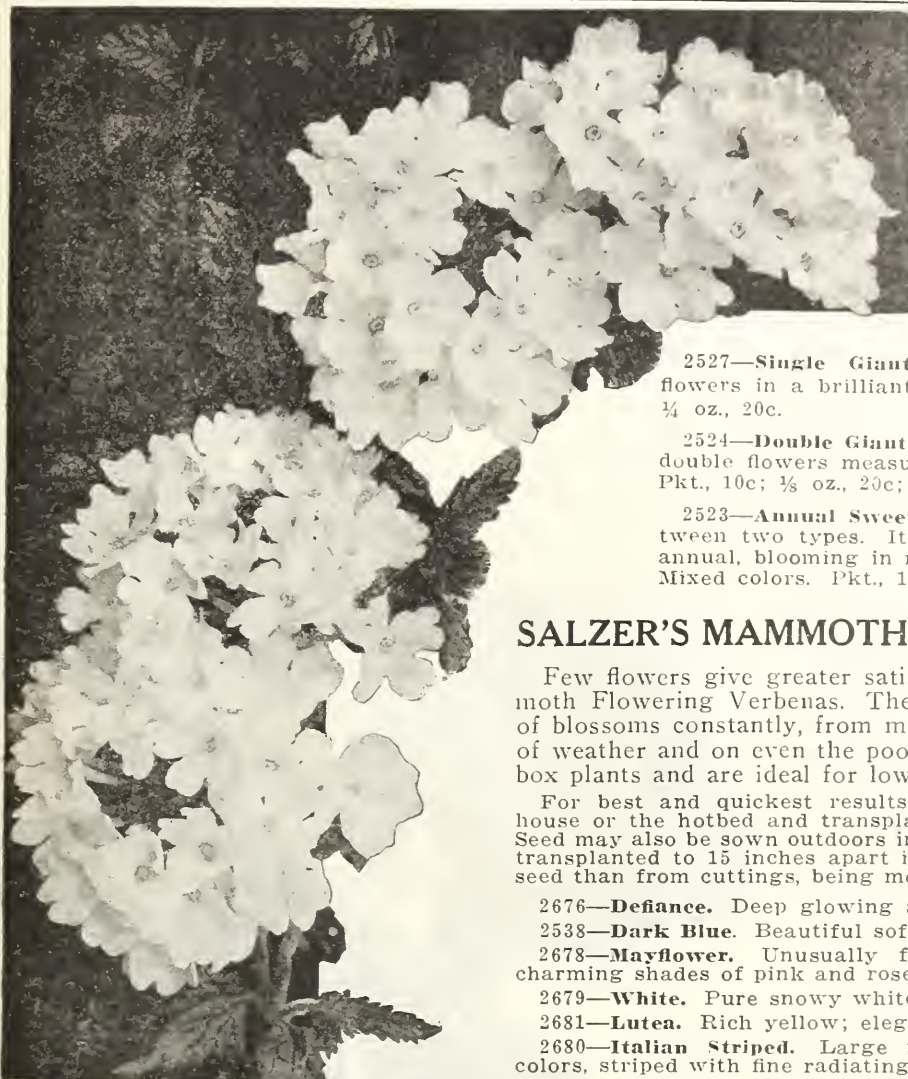 2527—Single Giant
flowers in a brilliant
¼ oz., 20c.
2524—Double Giant
double flowers measu
Pkt., 10c; ⅛ oz., 20c;
2523—Annual Swee
tween two types. It
annual, blooming in
Mixed colors. Pkt., 1
SALZER'S MAMMOTH
Few flowers give greater sati
moth Flowering Verbenas. The
of blossoms constantly, from m
of weather and on even the poo
box plants and are ideal for low
For best and quickest results
house or the hotbed and transpla
Seed may also be sown outdoors i
transplanted to 15 inches apart i
seed than from cuttings, being m
2676—Defiance. Deep glowing
2538—Dark Blue. Beautiful sof
2678—Mayflower. Unusually f
charming shades of pink and rose
2679—White. Pure snowy white
2681—Lutea. Rich yellow; eleg
2680—Italian Striped. Large
colors, striped with fine radiating